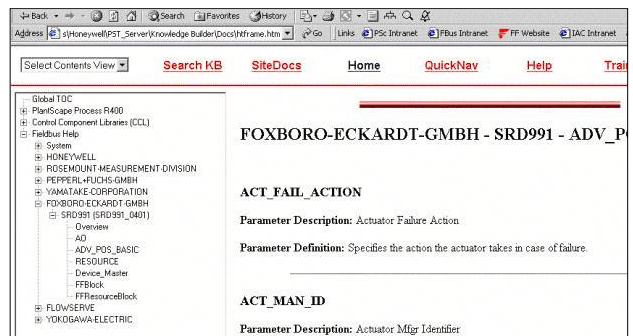 Back Search Favorites History
Address s\Honeywell\PST_Server\Knowledge Builder\Docs\htframe.htm Go Links PSc Intranet FBus Intranet FF Website IAC Intranet
Select Contents View Search KB SiteDocs Home QuickNav Help Trai
Global TOC
PlantScape Process R400
Control Component Libraries (CCL)
Fieldbus Help
System
HONEYWELL
ROSEMOUNT-MEASUREMENT-DIVISION
PEPPERL+FUCHS-GMBH
YAMATAKE-CORPORATION
FOXBORO-ECKARDT-GMBH
SRD991 (SRD991_0401)
Overview
AO
ADV_POS_BASIC
RESOURCE
Device_Master
FFBlock
FFResourceBlock
FLOWSERVE
YOKOGAWA-ELECTRIC
FOXBORO-ECKARDT-GMBH - SRD991 - ADV_P
ACT_FAIL_ACTION
Parameter Description: Actuator Failure Action
Parameter Definition: Specifies the action the actuator takes in case of failure.
ACT_MAN_ID
Parameter Description: Actuator Mfgr Identifier